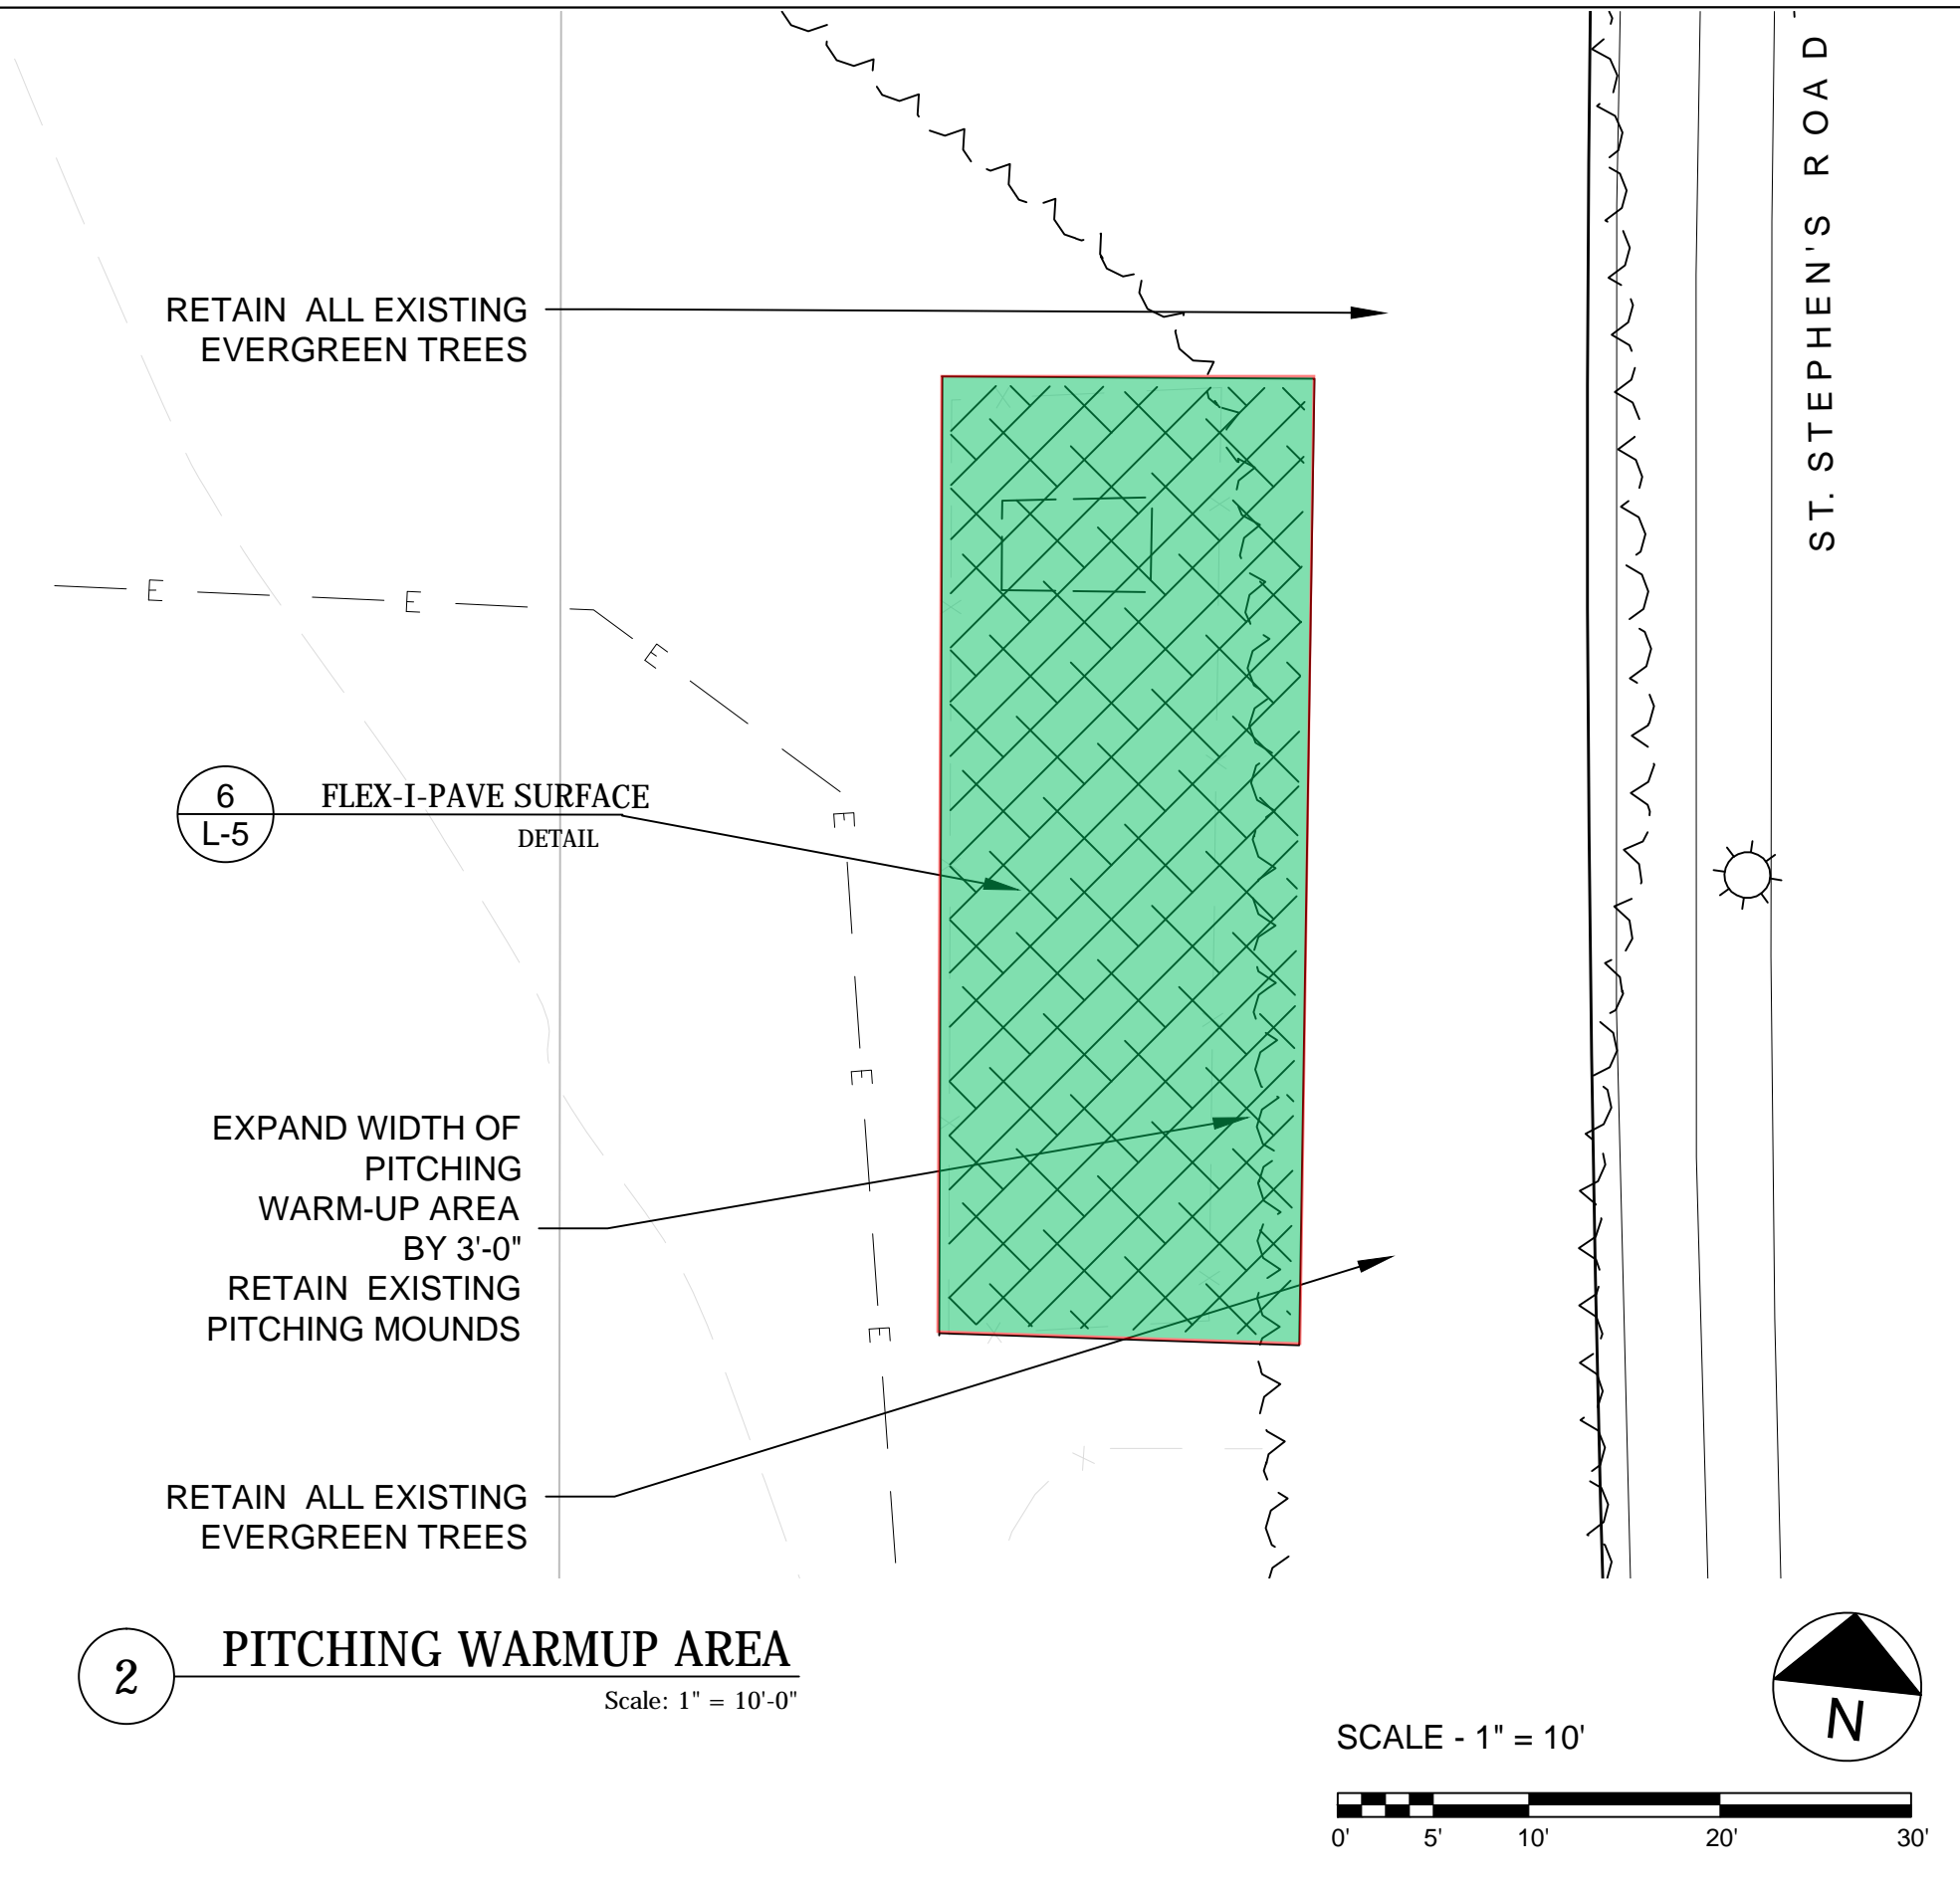 ST. STEPHEN'S ROAD
RETAIN  ALL EXISTING
EVERGREEN TREES
E
E
E
6
L-5
FLEX-I-PAVE SURFACE
DETAIL
E
E
EXPAND WIDTH OF
PITCHING
WARM-UP AREA
BY 3'-0"
RETAIN  EXISTING
PITCHING MOUNDS
E
RETAIN  ALL EXISTING
EVERGREEN TREES
2
PITCHING WARMUP AREA
Scale: 1" = 10'-0"
N
SCALE - 1" = 10'
0' 5' 10' 20' 30'